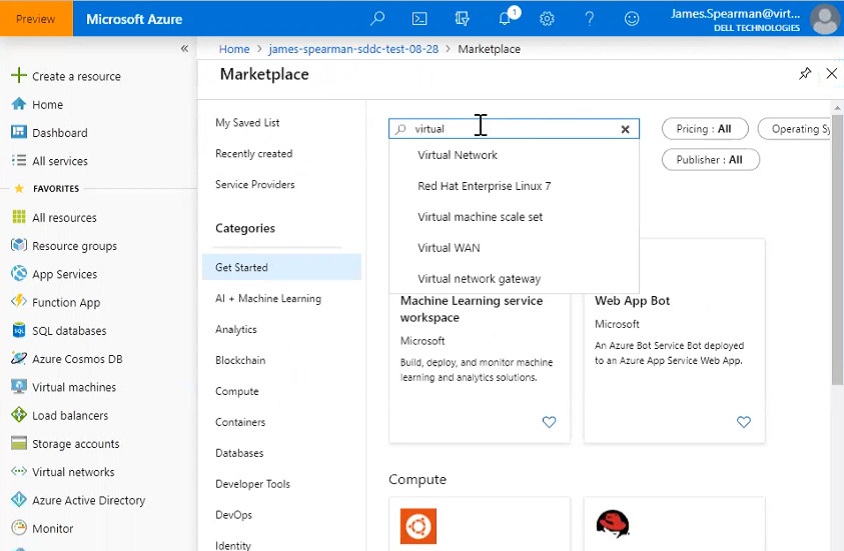 Preview
Microsoft Azure
1
James.Spearman@virt...
DELL TECHNOLOGIES
«
Home > james-spearman-sddc-test-08-28 > Marketplace
Marketplace
Create a resource
Home
Dashboard
All services
FAVORITES
All resources
Resource groups
App Services
Function App
SQL databases
Azure Cosmos DB
Virtual machines
Load balancers
Storage accounts
Virtual networks
Azure Active Directory
Monitor
My Saved List
Recently created
Service Providers
Categories
Get Started
AI + Machine Learning
Analytics
Blockchain
Compute
Containers
Databases
Developer Tools
DevOps
Identity
virtual
Virtual Network
Red Hat Enterprise Linux 7
Virtual machine scale set
Virtual WAN
Virtual network gateway
Pricing : All
Operating Sy
Publisher : All
Machine Learning service
workspace
Microsoft
Build, deploy, and monitor machine
learning and analytics solutions.
Web App Bot
Microsoft
An Azure Bot Service Bot deployed
to an Azure App Service Web App.
Compute